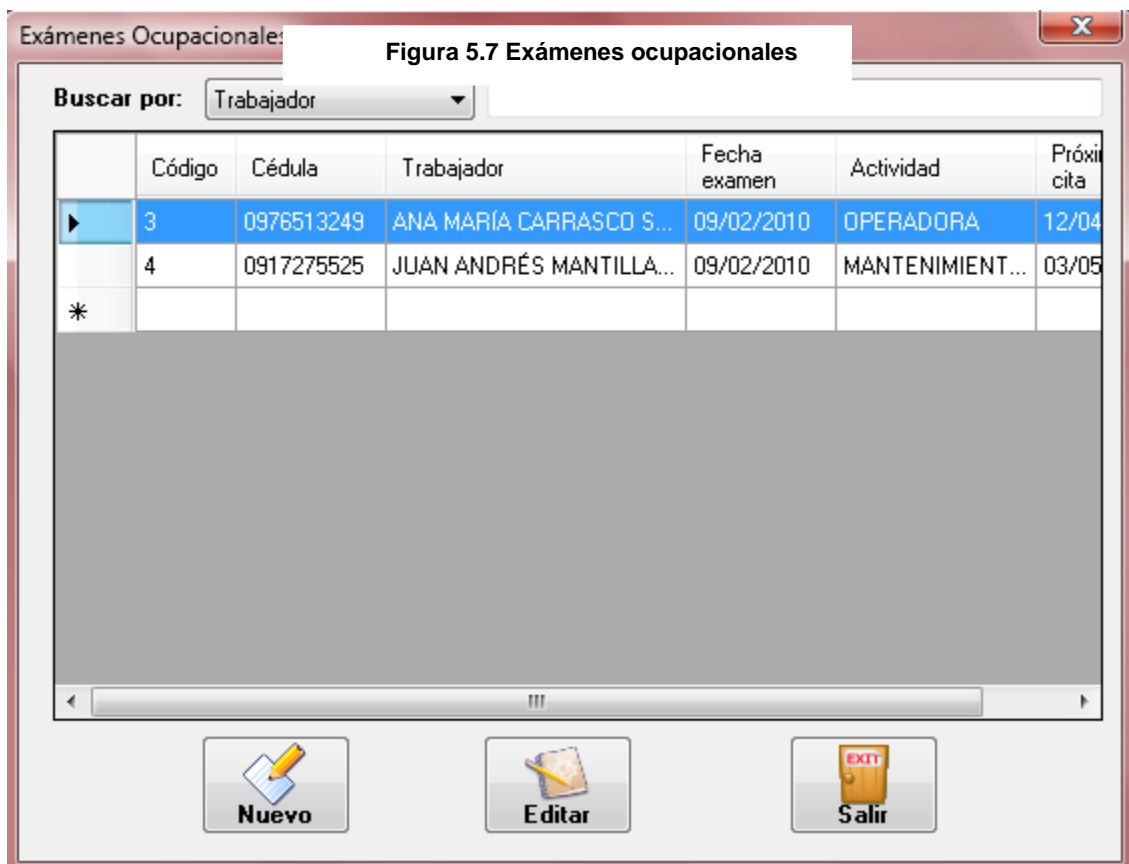 Exámenes Ocupacionales
Figura 5.7 Exámenes ocupacionales
Buscar por: Trabajador
Código Cédula Trabajador Fecha examen Actividad Próxi cita
3 0976513249 ANA MARÍA CARRASCO S... 09/02/2010 OPERADORA 12/04
4 0917275525 JUAN ANDRÉS MANTILLA... 09/02/2010 MANTENIMIENT... 03/05
Nuevo Editar EXIT Salir